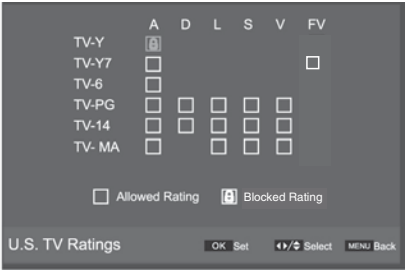 A D L S V FV
TV-Y
TV-Y7
TV-6
TV-PG
TV-14
TV- MA
Allowed Rating Blocked Rating
U.S. TV Ratings OK Set Select MENU Back